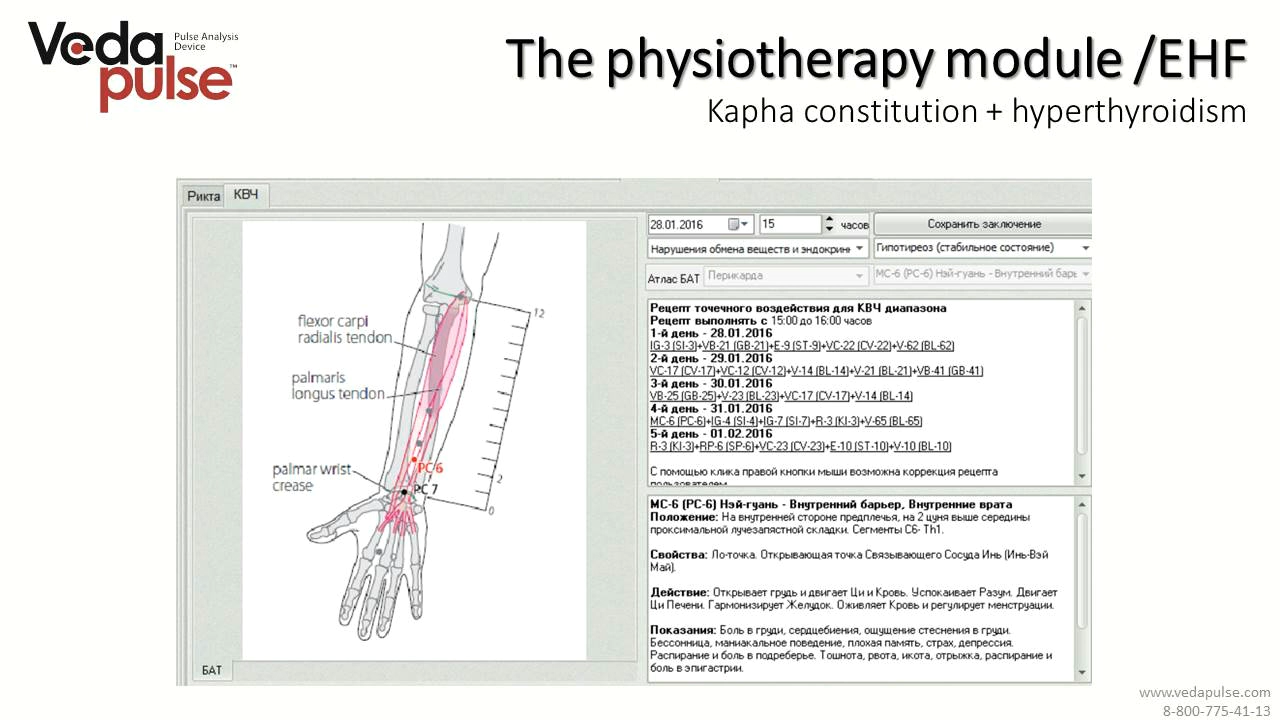 Veda pulse™
Pulse Analysis
Device
The physiotherapy module /EHF
Kapha constitution + hyperthyroidism
Рикта КВЧ
28.01.2016 15 часов Сохранить заключение
Нарушения обмена веществ и эндокрин Гипотиреоз (стабильное состояние)
Атлас БАТ Перикарда МС-6 (PC-6) Нэй-гуань - Внутренний барь
flexor carpi
radialis tendon
palmaris
longus tendon
palmar wrist
crease
PC 6
PC 7
12
2
0
БАТ
Рецепт точечного воздействия для КВЧ диапазона
Рецепт выполнять с 15:00 до 16:00 часов
1-й день - 28.01.2016
IG-3 (SI-3)+VB-21 (GB-21)+E-9 (ST-9)+VC-22 (CV-22)+V-62 (BL-62)
2-й день - 29.01.2016
VC-17 (CV-17)+VC-12 (CV-12)+V-14 (BL-14)+V-21 (BL-21)+VB-41 (GB-41)
3-й день - 30.01.2016
VB-25 (GB-25)+V-23 (BL-23)+VC-17 (CV-17)+V-14 (BL-14)
4-й день - 31.01.2016
MC-6 (PC-6)+IG-4 (SI-4)+IG-7 (SI-7)+R-3 (KI-3)+V-65 (BL-65)
5-й день - 01.02.2016
R-3 (KI-3)+RP-6 (SP-6)+VC-23 (CV-23)+E-10 (ST-10)+V-10 (BL-10)
С помощью клика правой кнопки мыши возможна коррекция рецепта
пользователем.
МС-6 (PC-6) Нэй-гуань - Внутренний барьер, Внутренние врата
Положение: На внутренней стороне предплечья, на 2 цуня выше середины
проксимальной лучезапястной складки. Сегменты C6- Th1.
Свойства: Ло-точка. Открывающая точка Связывающего Сосуда Инь (Инь-Вэй
Май).
Действие: Открывает грудь и двигает Ци и Кровь. Успокаивает Разум. Двигает
Ци Печени. Гармонизирует Желудок. Оживляет Кровь и регулирует менструации.
Показания: Боль в груди, сердцебиения, ощущение стеснения в груди.
Бессонница, маниакальное поведение, плохая память, страх, депрессия.
Распирание и боль в подреберье. Тошнота, рвота, икота, отрыжка, распирание и
боль в эпигастрии.
www.vedapulse.com
8-800-775-41-13